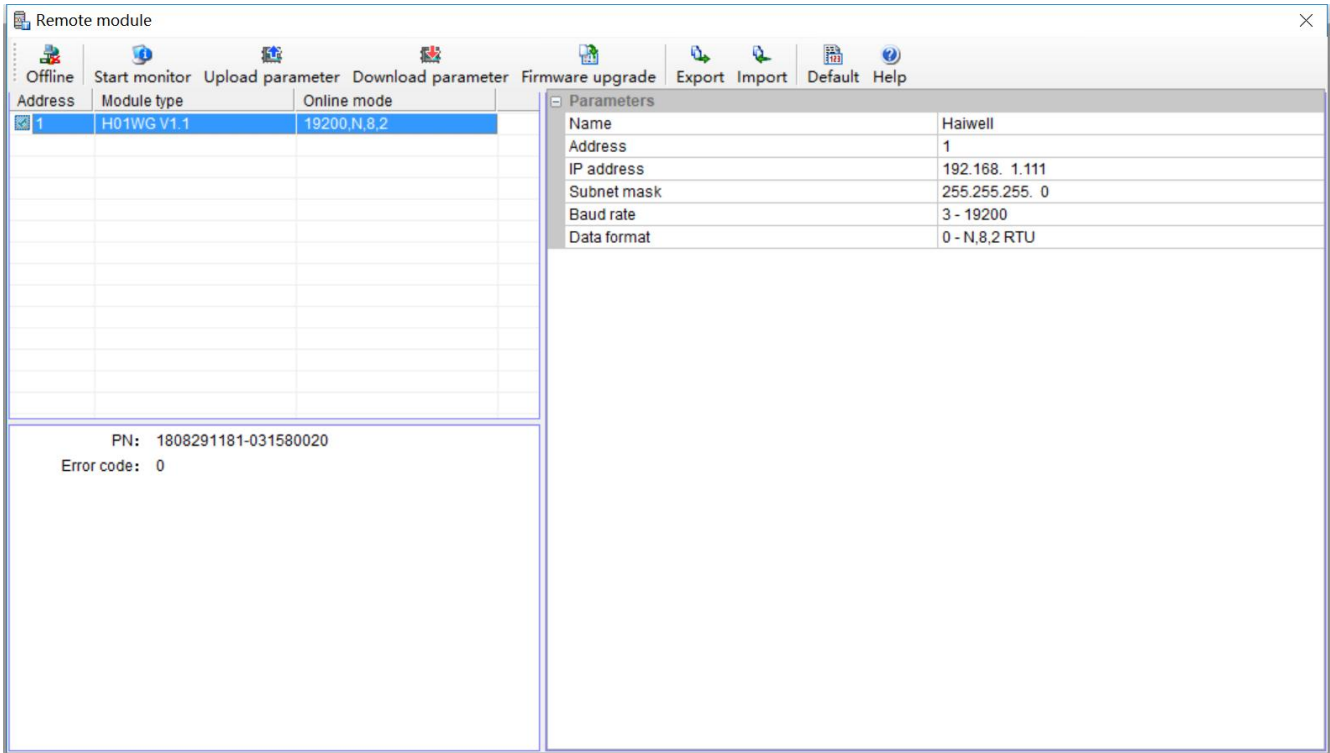 Remote module
Offline Start monitor Upload parameter Download parameter Firmware upgrade Export Import Default Help
Address Module type Online mode
1 H01WG V1.1 19200,N,8,2
PN: 1808291181-031580020
Error code: 0
Parameters
Name Haiwell
Address 1
IP address 192.168. 1.111
Subnet mask 255.255.255. 0
Baud rate 3 - 19200
Data format 0 - N,8,2 RTU